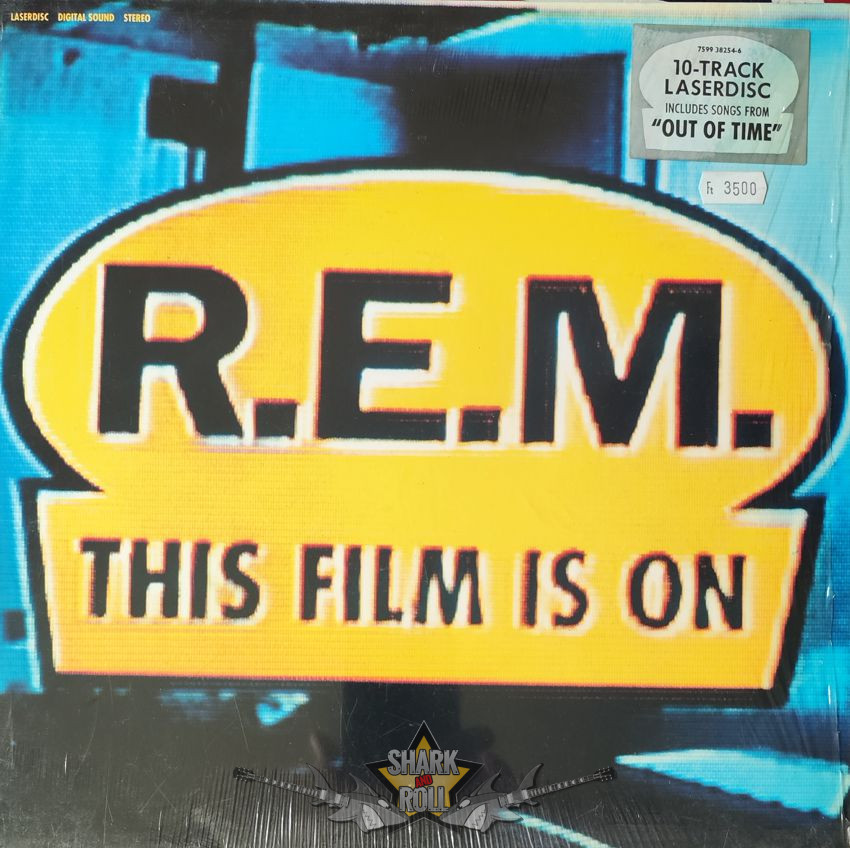 LASERDISC DIGITAL SOUND STEREO
7599 38254-6
10-TRACK
LASERDISC
INCLUDES SONGS FROM
"OUT OF TIME"
Ft 3500
R.E.M.
THIS FILM IS ON
SHARK
AND
ROLL